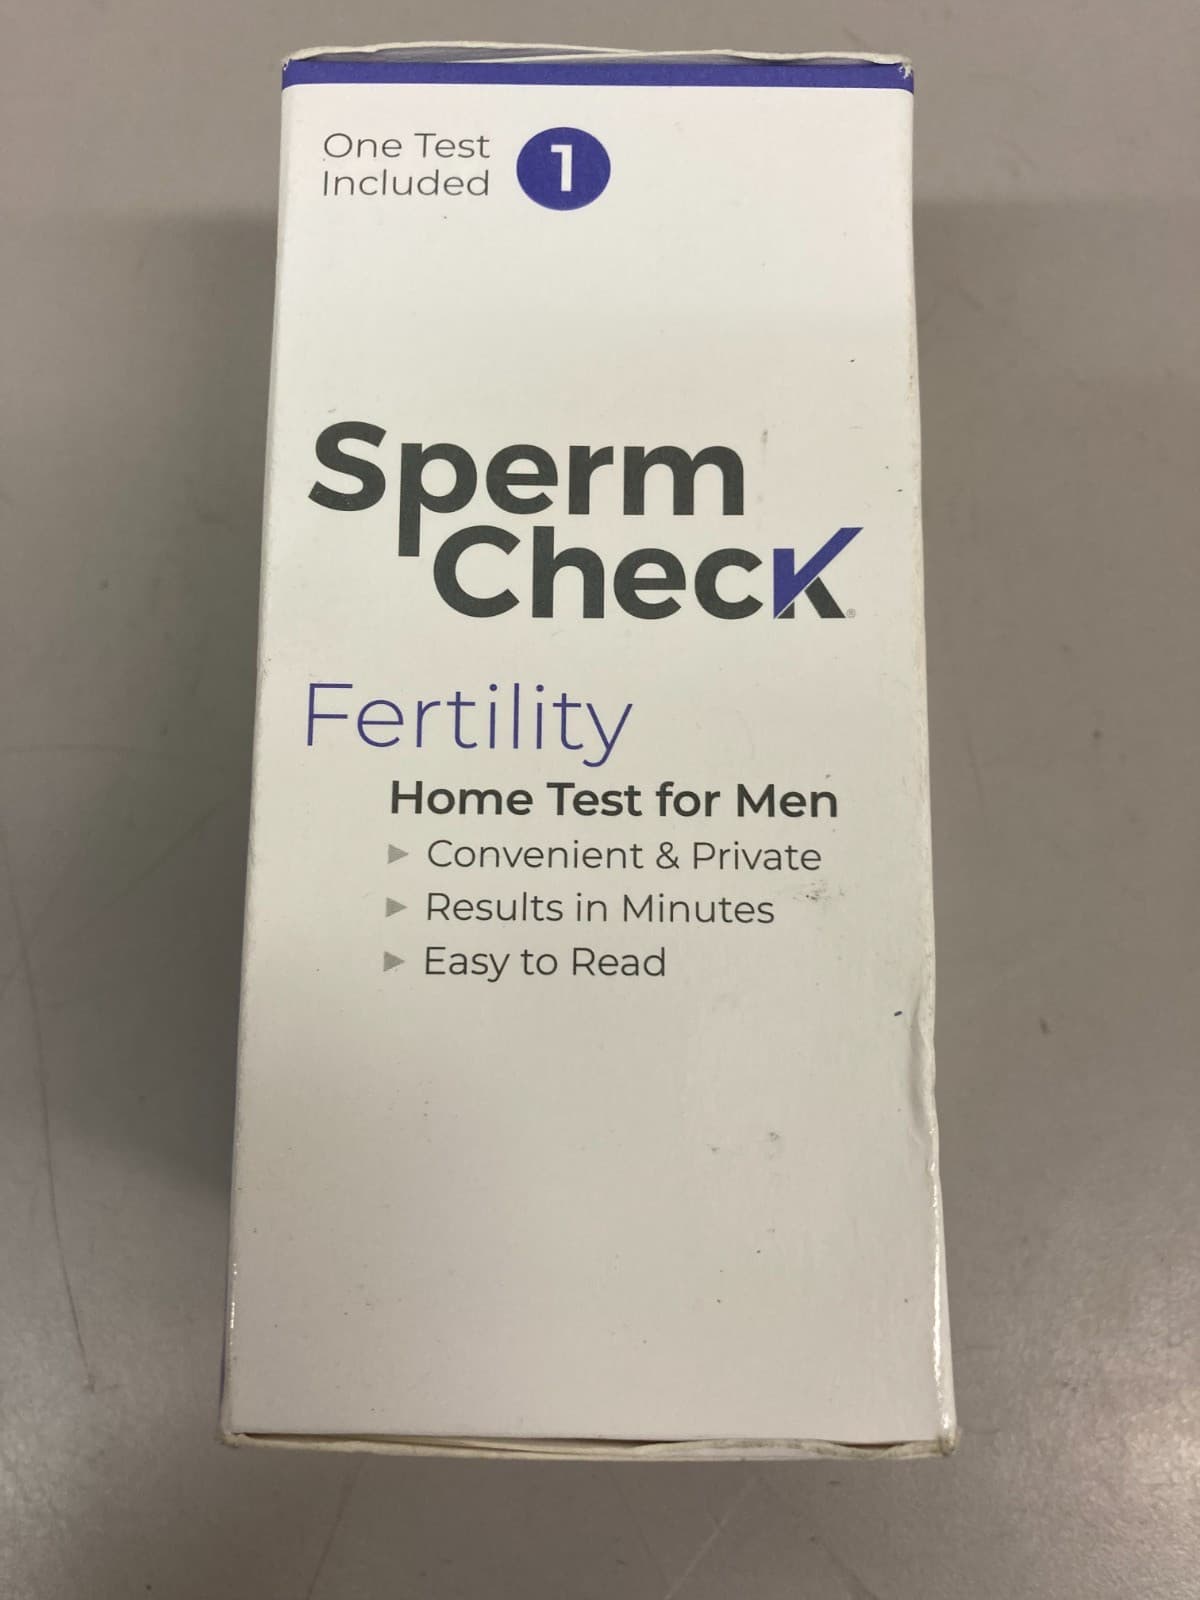 One Test
Included
1
Sperm
Check®
Fertility
Home Test for Men
Convenient & Private
Results in Minutes
Easy to Read